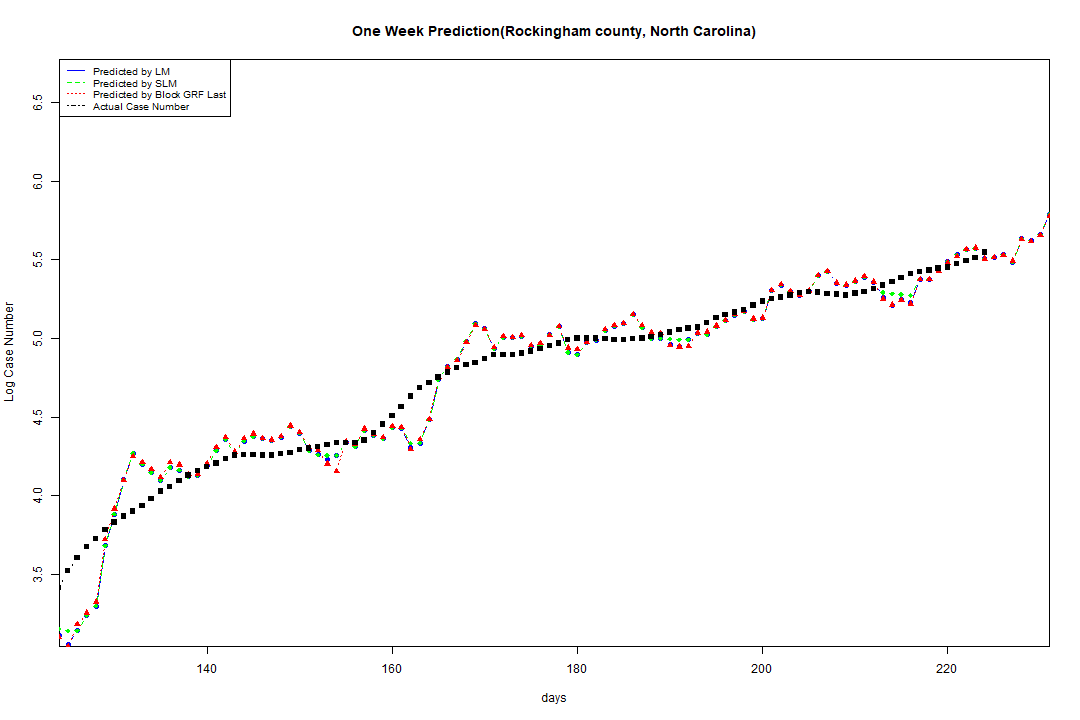 One Week Prediction(Rockingham county, North Carolina)
Predicted by LM
Predicted by SLM
Predicted by Block GRF Last
Actual Case Number
Log Case Number
6.5
6.0
5.5
5.0
4.5
4.0
3.5
140 160 180 200 220
days